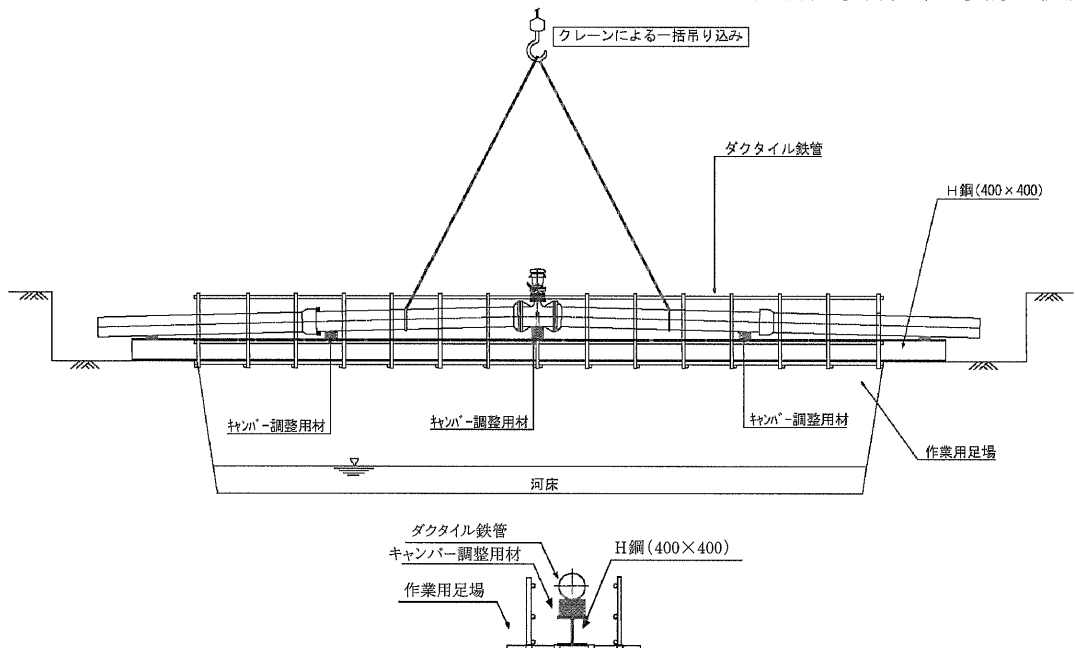 クレーンによる一括吊り込み
ダクタイル鉄管
H鋼(400×400)
キャンバー調整用材
キャンバー調整用材
キャンバー調整用材
作業用足場
河床
ダクタイル鉄管
キャンバー調整用材
H鋼(400×400)
作業用足場